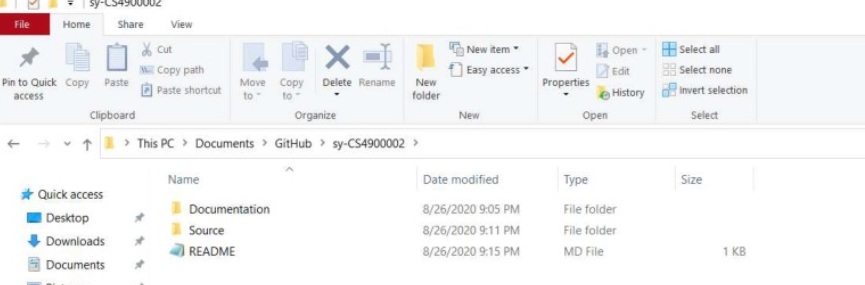 sy-CS4900002
File Home Share View
Pin to Quick access
Copy
Paste
Cut
Copy path
Paste shortcut
Clipboard
Move to
Copy to
Delete
Rename
Organize
New folder
New item
Easy access
New
Properties
Open
Edit
History
Open
Select all
Select none
Invert selection
Select
This PC > Documents > GitHub > sy-CS4900002 >
Name Date modified Type Size
Quick access
Desktop
Downloads
Documents
Documentation 8/26/2020 9:05 PM File folder
Source 8/26/2020 9:11 PM File folder
README 8/26/2020 9:15 PM MD File 1 KB